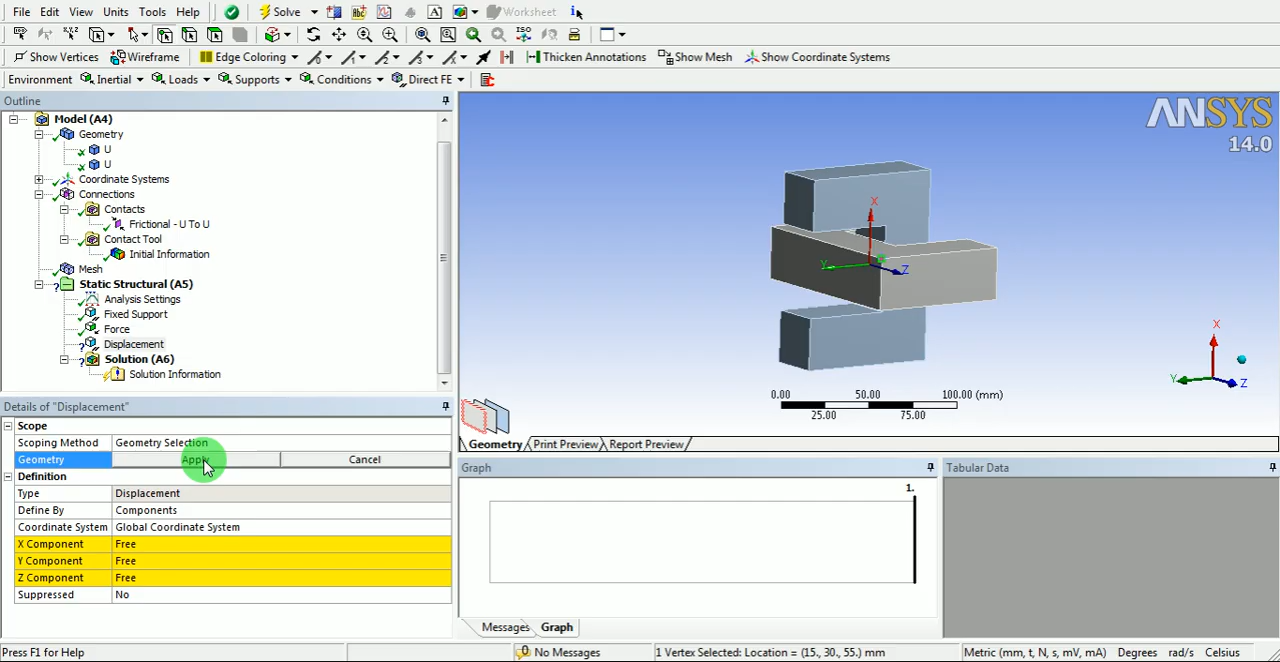 File Edit View Units Tools Help Solve Worksheet
Show Vertices Wireframe Edge Coloring Thicken Annotations Show Mesh Show Coordinate Systems
Environment Inertial Loads Supports Conditions Direct FE
Outline
Model (A4)
Geometry
U
U
Coordinate Systems
Connections
Contacts
Frictional - U To U
Contact Tool
Initial Information
Mesh
Static Structural (A5)
Analysis Settings
Fixed Support
Force
Displacement
Solution (A6)
Solution Information
Details of "Displacement"
Scope
Scoping Method Geometry Selection
Geometry Apply Cancel
Definition
Type Displacement
Define By Components
Coordinate System Global Coordinate System
X Component Free
Y Component Free
Z Component Free
Suppressed No
ANSYS
14.0
X
Y
Z
X
Y
Z
0.00 50.00 100.00 (mm)
25.00 75.00
Geometry Print Preview Report Preview
Graph
1.
Messages Graph
Tabular Data
Press F1 for Help No Messages 1 Vertex Selected: Location = (15., 30., 55.) mm Metric (mm, t, N, s, mV, mA) Degrees rad/s Celsius